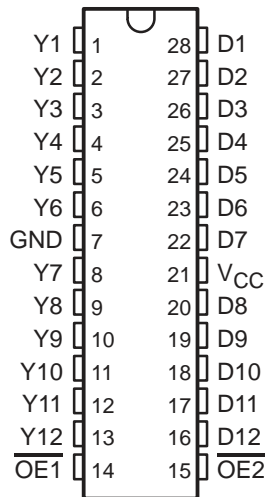 Y1 1 28 D1
Y2 2 27 D2
Y3 3 26 D3
Y4 4 25 D4
Y5 5 24 D5
Y6 6 23 D6
GND 7 22 D7
Y7 8 21 VCC
Y8 9 20 D8
Y9 10 19 D9
Y10 11 18 D10
Y11 12 17 D11
Y12 13 16 D12
O̅E̅1̅ 14 15 O̅E̅2̅